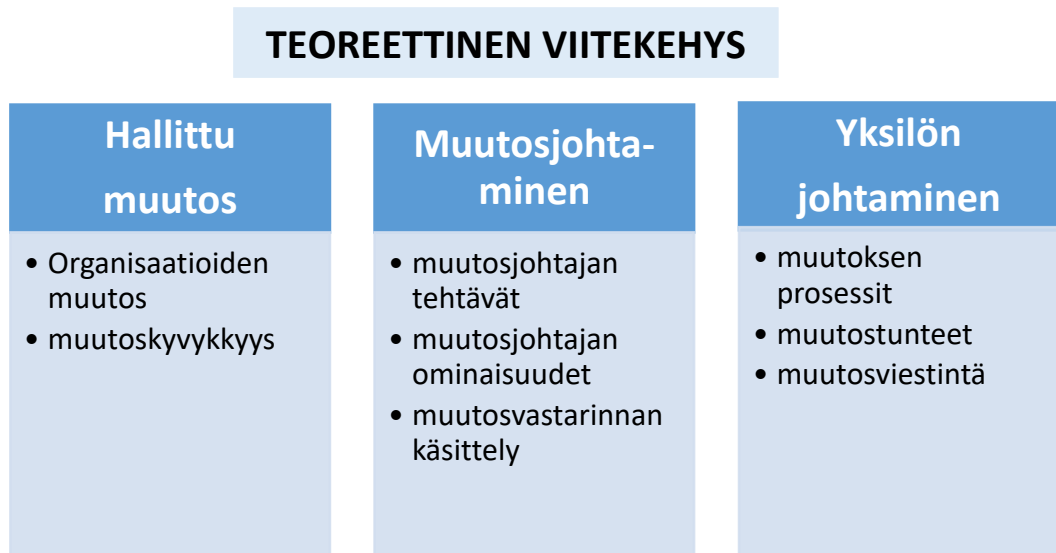 TEOREETTINEN VIITEKEHYS
Hallittu
muutos
• Organisaatioiden
muutos
• muutoskyvykkyys
Muutosjohta-
minen
• muutosjohtajan
tehtävät
• muutosjohtajan
ominaisuudet
• muutosvastarinnan
käsittely
Yksilön
johtaminen
• muutoksen
prosessit
• muutostunteet
• muutosviestintä